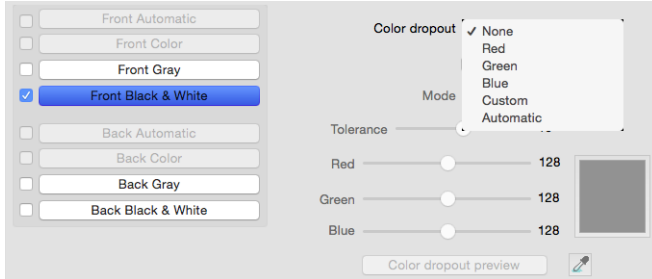 Front Automatic
Front Color
Front Gray
Front Black & White
Back Automatic
Back Color
Back Gray
Back Black & White
Color dropout
✓ None
Red
Green
Blue
Custom
Automatic
Mode
Tolerance
Red 128
Green 128
Blue 128
Color dropout preview